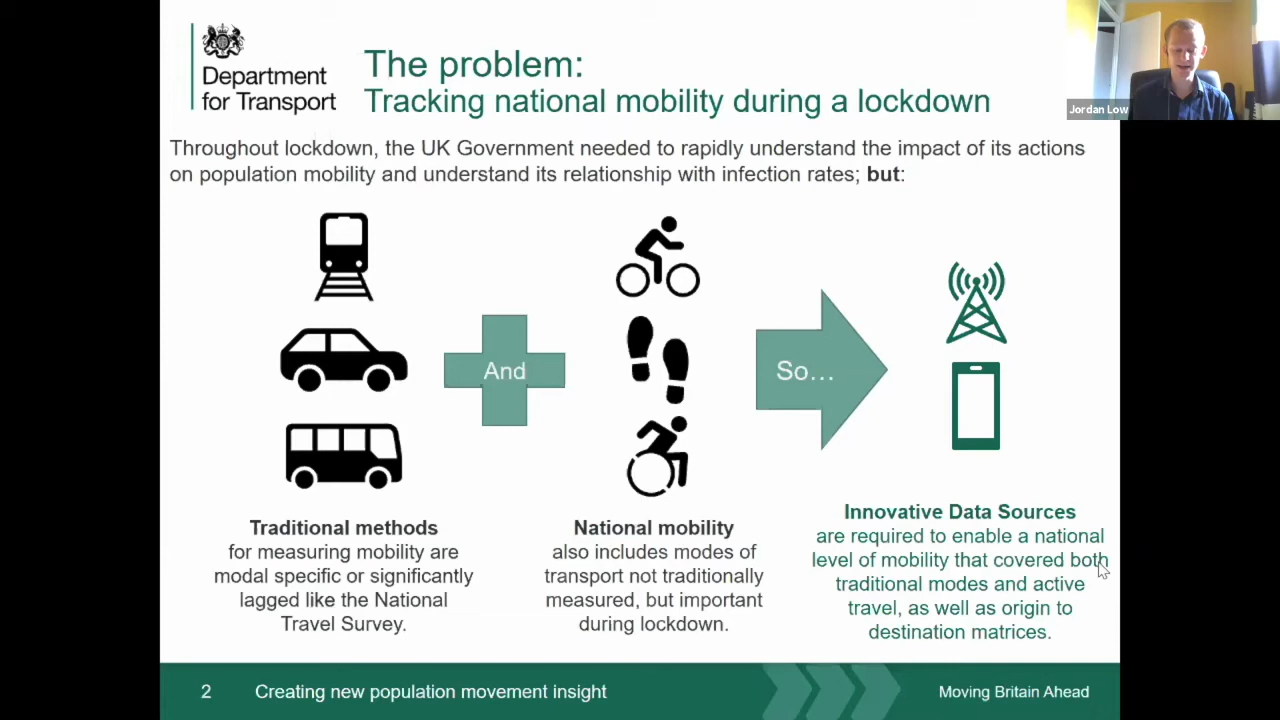 Department
for Transport
The problem:
Tracking national mobility during a lockdown
Jordan Low
Throughout lockdown, the UK Government needed to rapidly understand the impact of its actions
on population mobility and understand its relationship with infection rates; but:
And
So…
Traditional methods
for measuring mobility are
modal specific or significantly
lagged like the National
Travel Survey.
National mobility
also includes modes of
transport not traditionally
measured, but important
during lockdown.
Innovative Data Sources
are required to enable a national
level of mobility that covered both
traditional modes and active
travel, as well as origin to
destination matrices.
2
Creating new population movement insight
Moving Britain Ahead